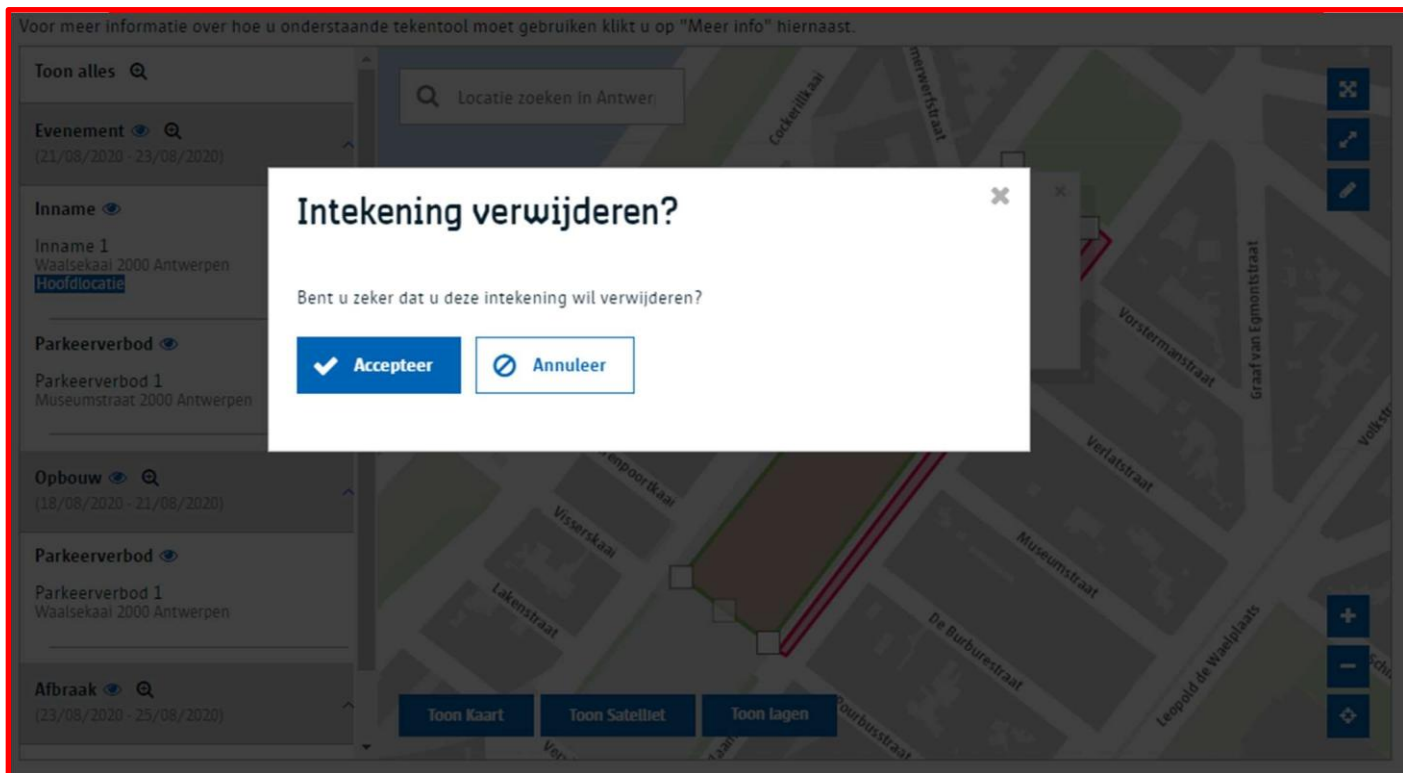 Voor meer informatie over hoe u onderstaande tekentool moet gebruiken klikt u op "Meer info" hiernaast.
Toon alles
Evenement
(21/08/2020 - 23/08/2020)
Inname
Inname 1
Waalsekaai 2000 Antwerpen
Hoofdlocatie
Parkeerverbod
Parkeerverbod 1
Museumstraat 2000 Antwerpen
Opbouw
(18/08/2020 - 21/08/2020)
Parkeerverbod
Parkeerverbod 1
Waalsekaai 2000 Antwerpen
Afbraak
(23/08/2020 - 25/08/2020)
Locatie zoeken in Antwer
Intekening verwijderen?
Bent u zeker dat u deze intekening wil verwijderen?
Accepteer
Annuleer
Cockerillkaai
Vorstermanstraat
Graaf van Egmontstraat
Verlatstraat
Visserskaai
Museumstraat
Lakenstraat
De Burburestraat
Leopold de Waelplaats
Toon Kaart
Toon Satelliet
Toon lagen